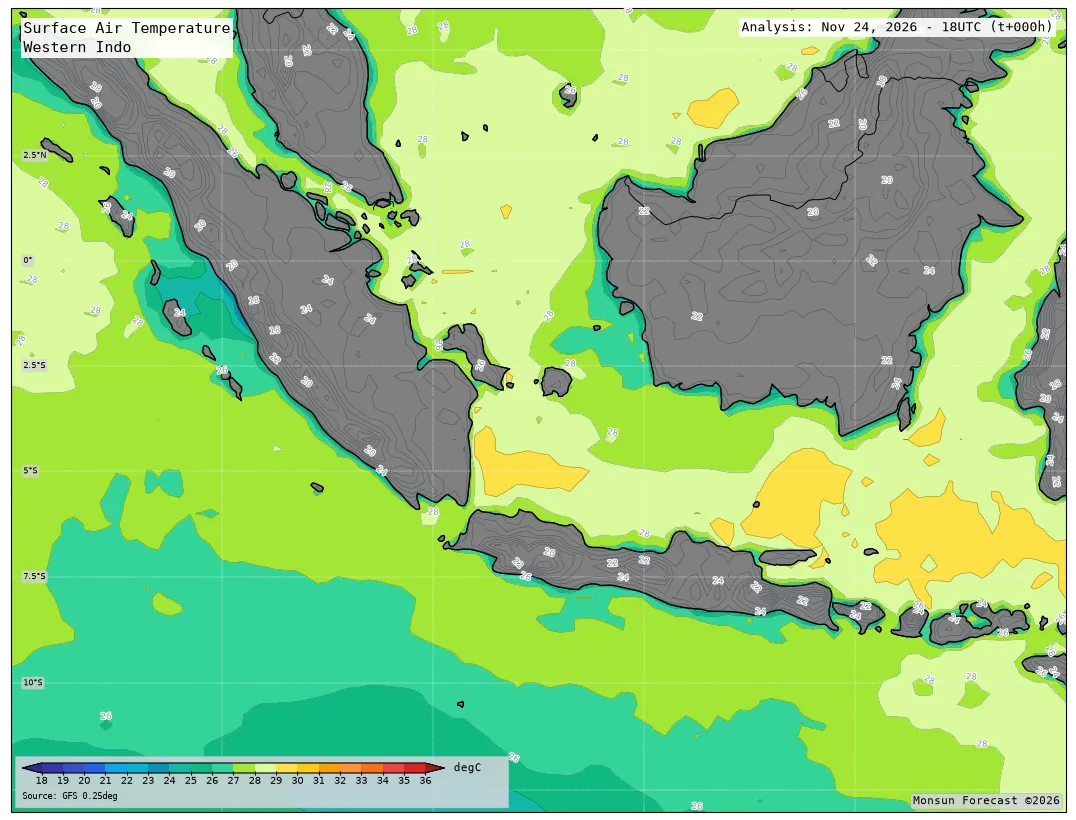 Surface Air Temperature
Western Indo
Analysis: Nov 24, 2026 - 18UTC (t+000h)
2.5°N
0°
2.5°S
5°S
7.5°S
10°S
degC
18 19 20 21 22 23 24 25 26 27 28 29 30 31 32 33 34 35 36
Source: GFS 0.25deg
Monsun Forecast ©2026